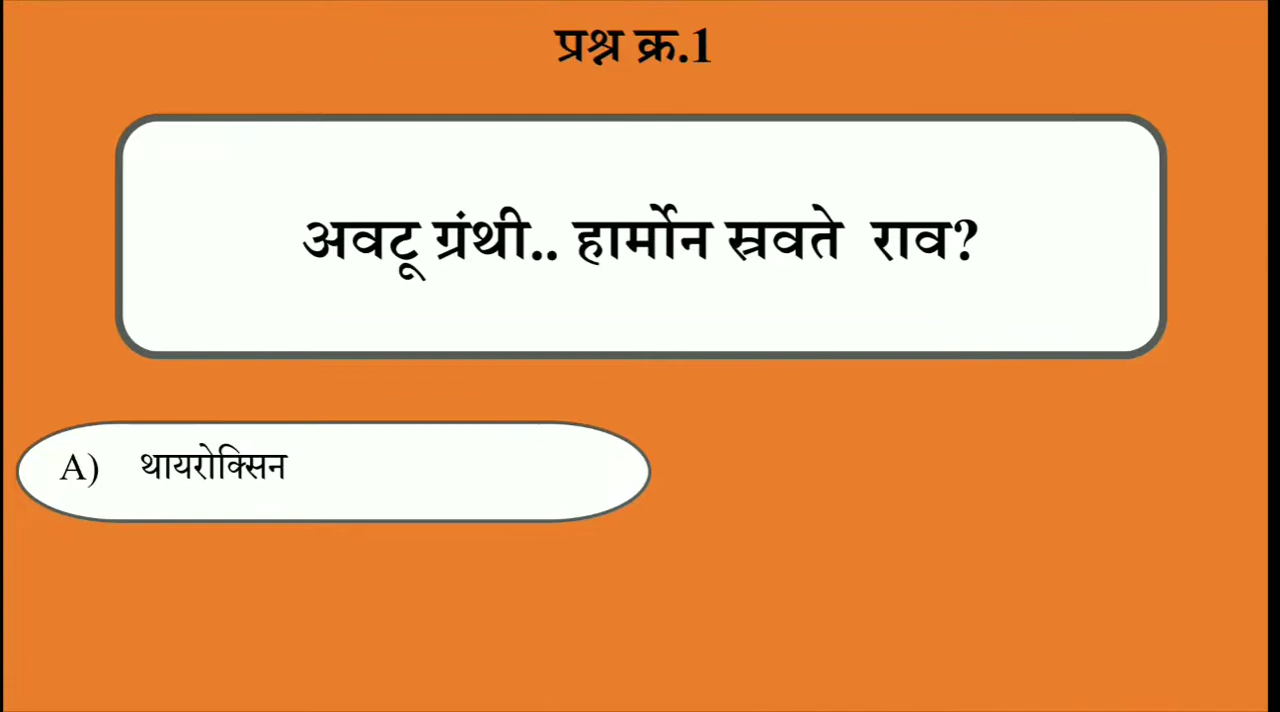 प्रश्न क्र.1
अवटू ग्रंथी.. हार्मोन स्रवते राव?
A) थायरोक्सिन